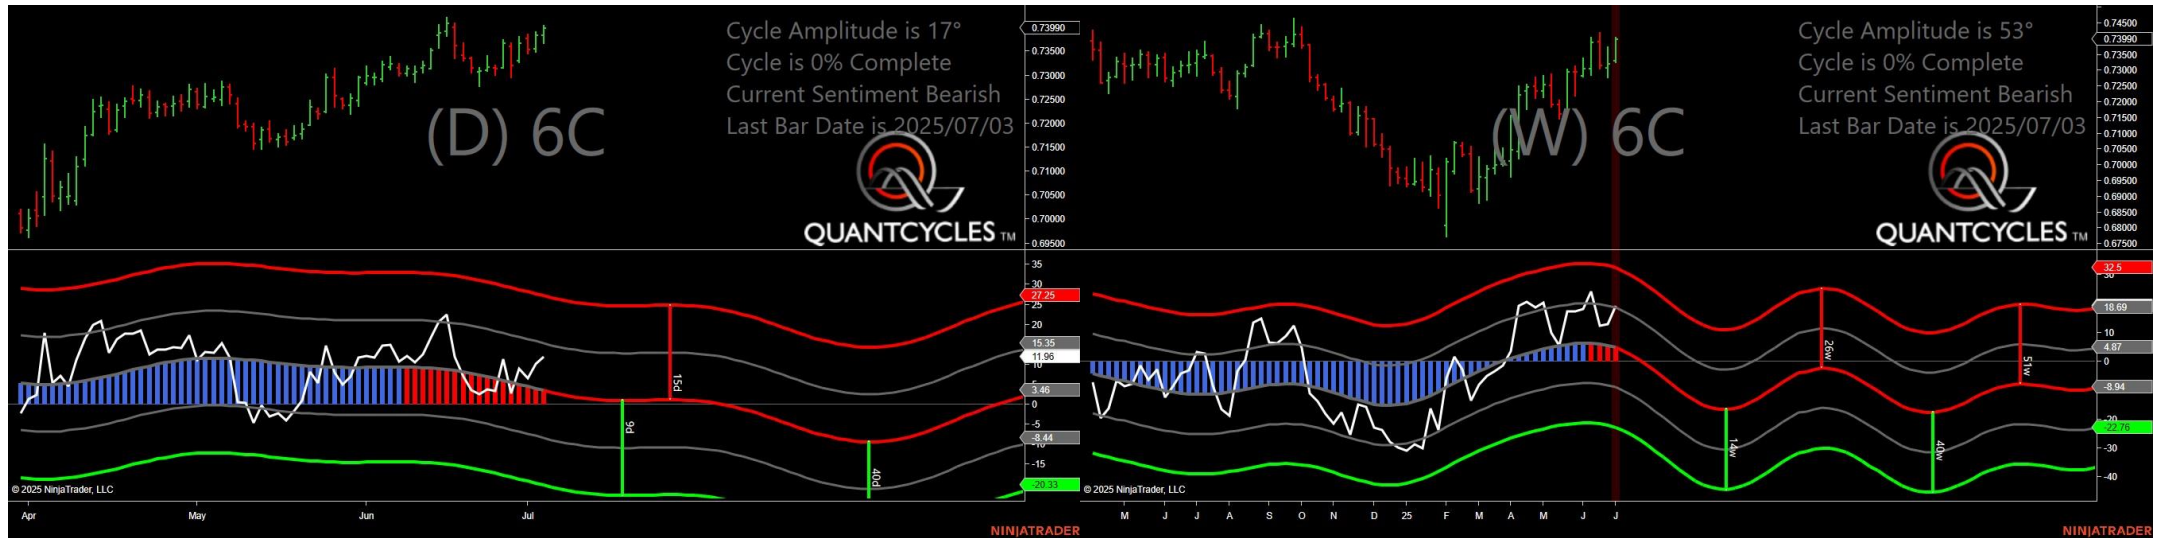 Cycle Amplitude is 17°
Cycle is 0% Complete
Current Sentiment Bearish
Last Bar Date is 2025/07/03
(D) 6C
QUANTCYCLES TM
0.73990
0.73500
0.73000
0.72500
0.72000
0.71500
0.71000
0.70500
0.70000
0.69500
35
30
27.25
25
20
15.35
11.96
10
5
3.46
0
-5
-8.44
-10
-15
-20.33
9d
15d
40d
© 2025 NinjaTrader, LLC
Apr May Jun Jul
NINJATRADER
Cycle Amplitude is 53°
Cycle is 0% Complete
Current Sentiment Bearish
Last Bar Date is 2025/07/03
(W) 6C
QUANTCYCLES TM
0.74500
0.73990
0.73500
0.73000
0.72500
0.72000
0.71500
0.71000
0.70500
0.70000
0.69500
0.69000
0.68500
0.68000
0.67500
32.5
30
18.69
10
4.87
0
-8.94
-20
-22.76
-30
-40
14w
26w
40w
51w
© 2025 NinjaTrader, LLC
M J J A S O N D 25 F M A M J J
NINJATRADER